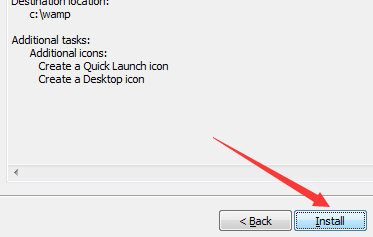 Destination location:
c:\wamp
Additional tasks:
Additional icons:
Create a Quick Launch icon
Create a Desktop icon
< Back
Install